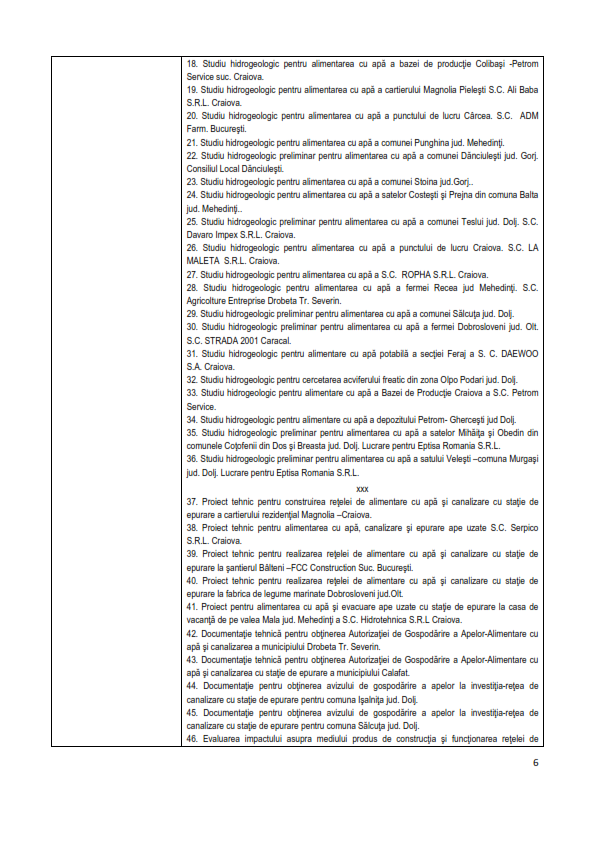 18. Studiu hidrogeologic pentru alimentarea cu apă a bazei de producţie Colibaşi -Petrom
Service suc. Craiova.
19. Studiu hidrogeologic pentru alimentarea cu apă a cartierului Magnolia Pieleşti S.C. Ali Baba
S.R.L. Craiova.
20. Studiu hidrogeologic pentru alimentarea cu apă a punctului de lucru Cârcea. S.C. ADM
Farm. Bucureşti.
21. Studiu hidrogeologic pentru alimentarea cu apă a comunei Punghina jud. Mehedinţi.
22. Studiu hidrogeologic preliminar pentru alimentarea cu apă a comunei Dănciuleşti jud. Gorj.
Consiliul Local Dănciuleşti.
23. Studiu hidrogeologic pentru alimentarea cu apă a comunei Stoina jud.Gorj..
24. Studiu hidrogeologic pentru alimentarea cu apă a satelor Costeşti şi Prejna din comuna Balta
jud. Mehedinţi..
25. Studiu hidrogeologic preliminar pentru alimentarea cu apă a comunei Teslui jud. Dolj. S.C.
Davaro Impex S.R.L. Craiova.
26. Studiu hidrogeologic pentru alimentarea cu apă a punctului de lucru Craiova. S.C. LA
MALETA S.R.L. Craiova.
27. Studiu hidrogeologic pentru alimentarea cu apă a S.C. ROPHA S.R.L. Craiova.
28. Studiu hidrogeologic pentru alimentarea cu apă a fermei Recea jud Mehedinţi. S.C.
Agricolture Entreprise Drobeta Tr. Severin.
29. Studiu hidrogeologic preliminar pentru alimentarea cu apă a comunei Sălcuţa jud. Dolj.
30. Studiu hidrogeologic preliminar pentru alimentarea cu apă a fermei Dobrosloveni jud. Olt.
S.C. STRADA 2001 Caracal.
31. Studiu hidrogeologic pentru alimentare cu apă potabilă a secţiei Feraj a S. C. DAEWOO
S.A. Craiova.
32. Studiu hidrogeologic pentru cercetarea acviferului freatic din zona Olpo Podari jud. Dolj.
33. Studiu hidrogeologic pentru alimentare cu apă a Bazei de Producţie Craiova a S.C. Petrom
Service.
34. Studiu hidrogeologic pentru alimentare cu apă a depozitului Petrom- Gherceşti jud Dolj.
35. Studiu hidrogeologic preliminar pentru alimentarea cu apă a satelor Mihăiţa şi Obedin din
comunele Coţofenii din Dos şi Breasta jud. Dolj. Lucrare pentru Eptisa Romania S.R.L.
36. Studiu hidrogeologic preliminar pentru alimentarea cu apă a satului Veleşti –comuna Murgaşi
jud. Dolj. Lucrare pentru Eptisa Romania S.R.L.
xxx
37. Proiect tehnic pentru construirea reţelei de alimentare cu apă şi canalizare cu staţie de
epurare a cartierului rezidenţial Magnolia –Craiova.
38. Proiect tehnic pentru alimentarea cu apă, canalizare şi epurare ape uzate S.C. Serpico
S.R.L. Craiova.
39. Proiect tehnic pentru realizarea reţelei de alimentare cu apă şi canalizare cu staţie de
epurare la şantierul Bâlteni –FCC Construction Suc. Bucureşti.
40. Proiect tehnic pentru realizarea reţelei de alimentare cu apă şi canalizare cu staţie de
epurare la fabrica de legume marinate Dobrosloveni jud.Olt.
41. Proiect pentru alimentarea cu apă şi evacuare ape uzate cu staţie de epurare la casa de
vacanţă de pe valea Mala jud. Mehedinţi a S.C. Hidrotehnica S.R.L Craiova.
42. Documentaţie tehnică pentru obţinerea Autorizaţiei de Gospodărire a Apelor-Alimentare cu
apă şi canalizarea a municipiului Drobeta Tr. Severin.
43. Documentaţie tehnică pentru obţinerea Autorizaţiei de Gospodărire a Apelor-Alimentare cu
apă şi canalizarea cu staţie de epurare a municipiului Calafat.
44. Documentaţie pentru obţinerea avizului de gospodărire a apelor la investiţia-reţea de
canalizare cu staţie de epurare pentru comuna Işalniţa jud. Dolj.
45. Documentaţie pentru obţinerea avizului de gospodărire a apelor la investiţia-reţea de
canalizare cu staţie de epurare pentru comuna Sălcuţa jud. Dolj.
46. Evaluarea impactului asupra mediului produs de construcţia şi funcţionarea reţelei de
6